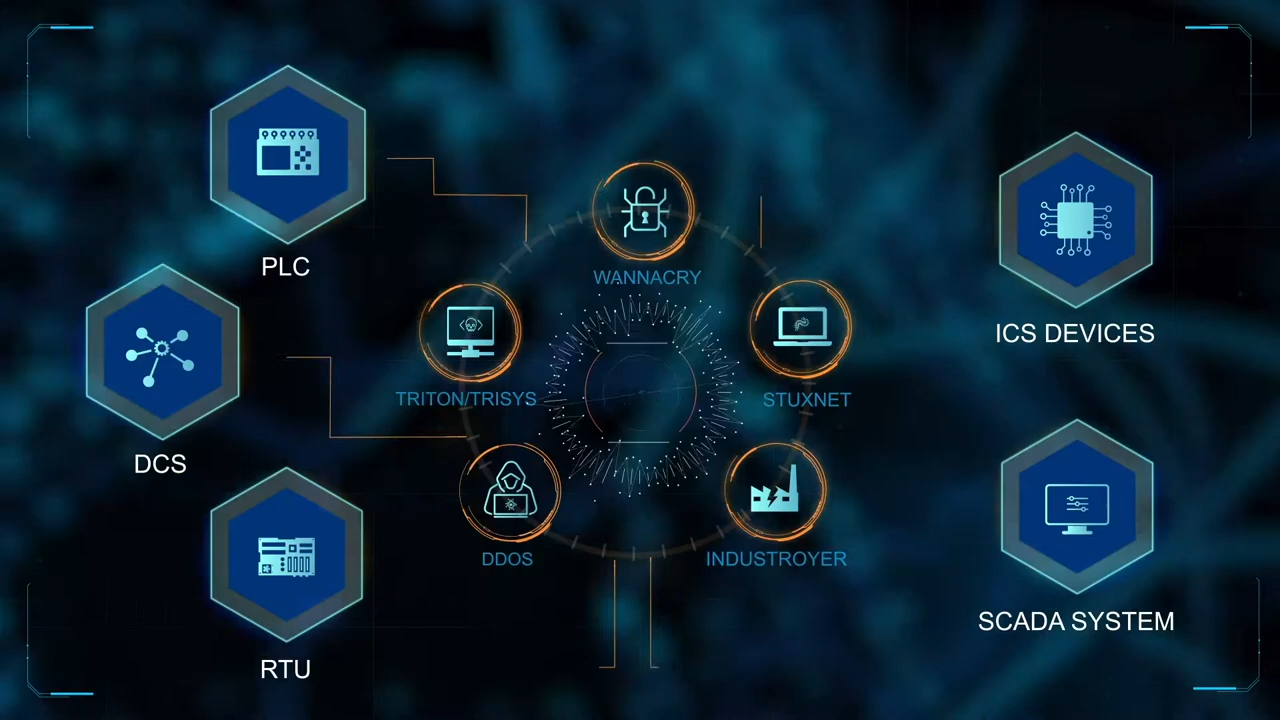 PLC
WANNACRY
ICS DEVICES
TRITON/TRISYS
STUXNET
DCS
DDOS
INDUSTROYER
SCADA SYSTEM
RTU